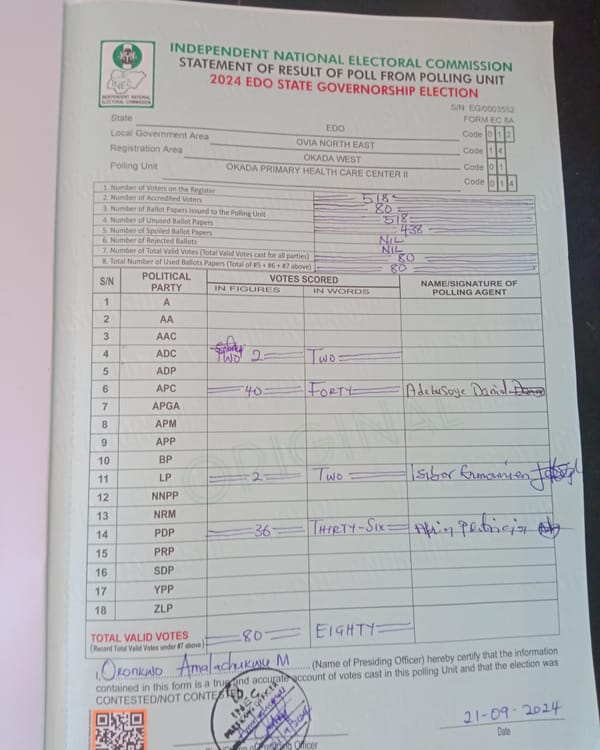 INDEPENDENT NATIONAL ELECTORAL COMMISSION
STATEMENT OF RESULT OF POLL FROM POLLING UNIT
2024 EDO STATE GOVERNORSHIP ELECTION
INEC
INDEPENDENT NATIONAL ELECTORAL COMMISSION
S/N: EG/0003552
FORM EC 8A
State EDO Code 0 1 2
Local Government Area OVIA NORTH EAST Code 1 4
Registration Area OKADA WEST Code 0 1
Polling Unit OKADA PRIMARY HEALTH CARE CENTER II Code 0 1 4
1. Number of Voters on the Register 518
2. Number of Accredited Voters 80
3. Number of Ballot Papers Issued to the Polling Unit 518
4. Number of Unused Ballot Papers 438
5. Number of Spoiled Ballot Papers NIL
6. Number of Rejected Ballots NIL
7. Number of Total Valid Votes (Total Valid Votes cast for all parties) 80
8. Total Number of Used Ballots Papers (Total of #5 + #6 + #7 above) 80
S/N POLITICAL PARTY VOTES SCORED NAME/SIGNATURE OF POLLING AGENT
IN FIGURES IN WORDS
1 A
2 AA
3 AAC
4 ADC TWO 2 TWO
5 ADP
6 APC 40 FORTY Adebusoye Daniel
7 APGA
8 APM
9 APP
10 BP
11 LP 2 TWO
12 NNPP
13 NRM
14 PDP 36 THIRTY-SIX
15 PRP
16 SDP
17 YPP
18 ZLP
TOTAL VALID VOTES 80 EIGHTY
(Record Total Valid Votes under #7 above)
ORIGINAL
I, Oronkwo Amalachukwu M (Name of Presiding Officer) hereby certify that the information
contained in this form is a true and accurate account of votes cast in this polling Unit and that the election was
CONTESTED/NOT CONTESTED
INEC
21-09-2024
Date
Officer